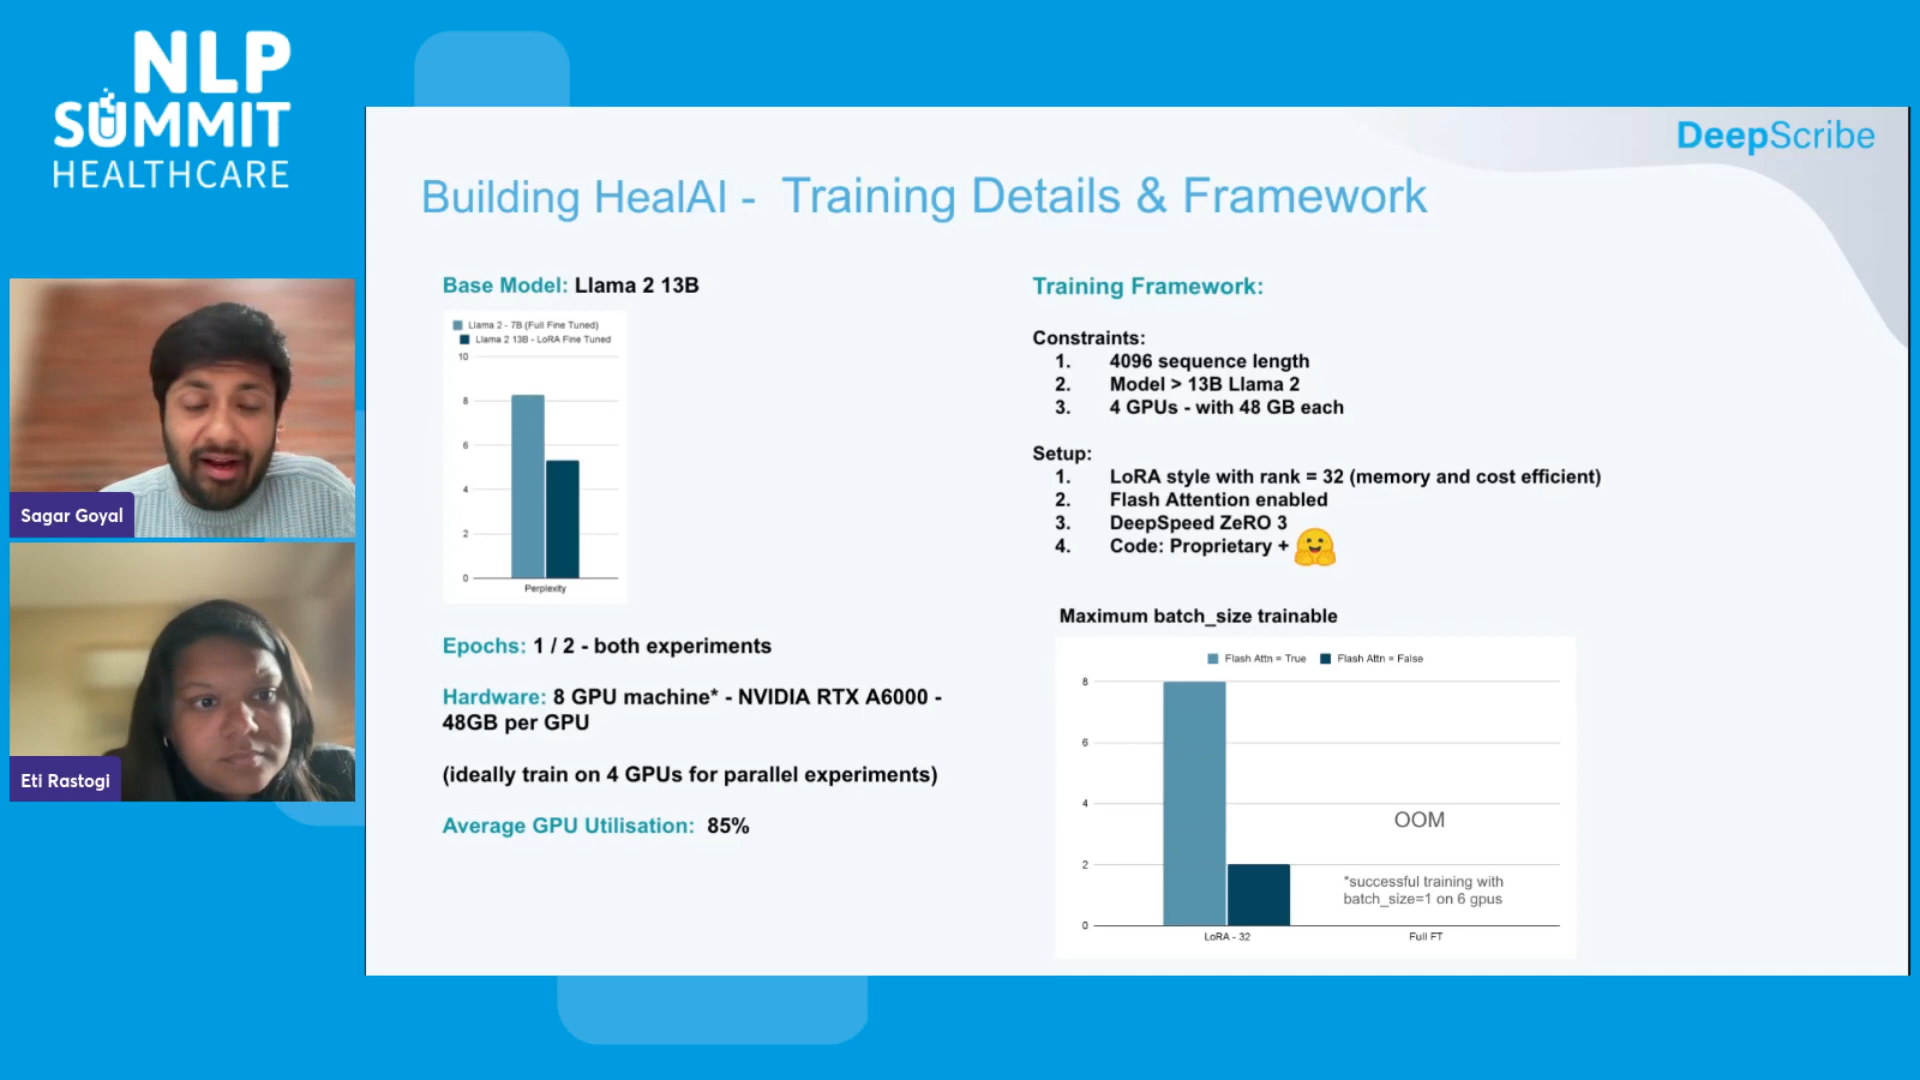 NLP
SUMMIT
HEALTHCARE
DeepScribe
Building HealAI - Training Details & Framework
Base Model: Llama 2 13B
Llama 2 - 7B (Full Fine Tuned)
Llama 2 13B - LoRA Fine Tuned
10
8
6
4
2
0
Perplexity
Epochs: 1 / 2 - both experiments
Hardware: 8 GPU machine* - NVIDIA RTX A6000 -
48GB per GPU
(ideally train on 4 GPUs for parallel experiments)
Average GPU Utilisation: 85%
Training Framework:
Constraints:
1. 4096 sequence length
2. Model > 13B Llama 2
3. 4 GPUs - with 48 GB each
Setup:
1. LoRA style with rank = 32 (memory and cost efficient)
2. Flash Attention enabled
3. DeepSpeed ZeRO 3
4. Code: Proprietary +
Maximum batch_size trainable
Flash Attn = True Flash Attn = False
8
6
4
2
0
OOM
*successful training with
batch_size=1 on 6 gpus
LoRA - 32 Full FT
Sagar Goyal
Eti Rastogi